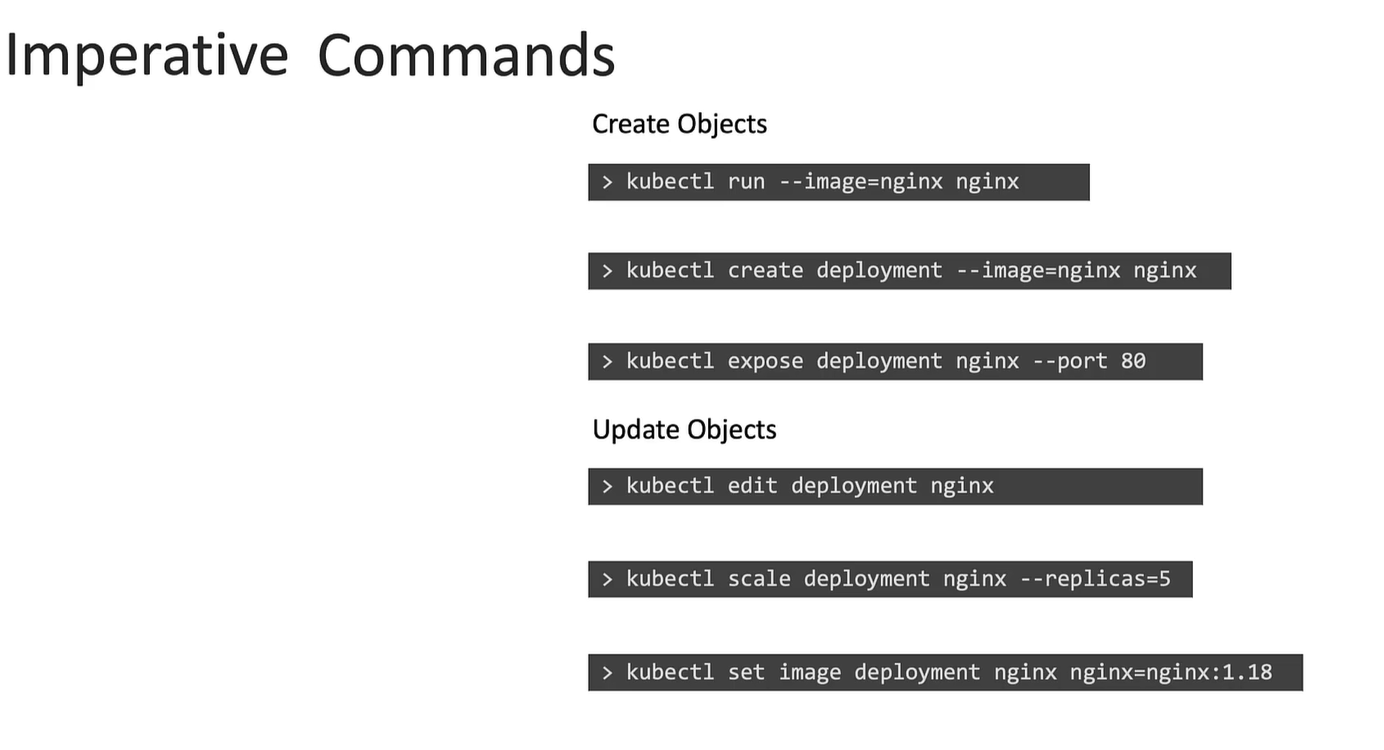 Imperative Commands
Create Objects
> kubectl run --image=nginx nginx
> kubectl create deployment --image=nginx nginx
> kubectl expose deployment nginx --port 80
Update Objects
> kubectl edit deployment nginx
> kubectl scale deployment nginx --replicas=5
> kubectl set image deployment nginx nginx=nginx:1.18